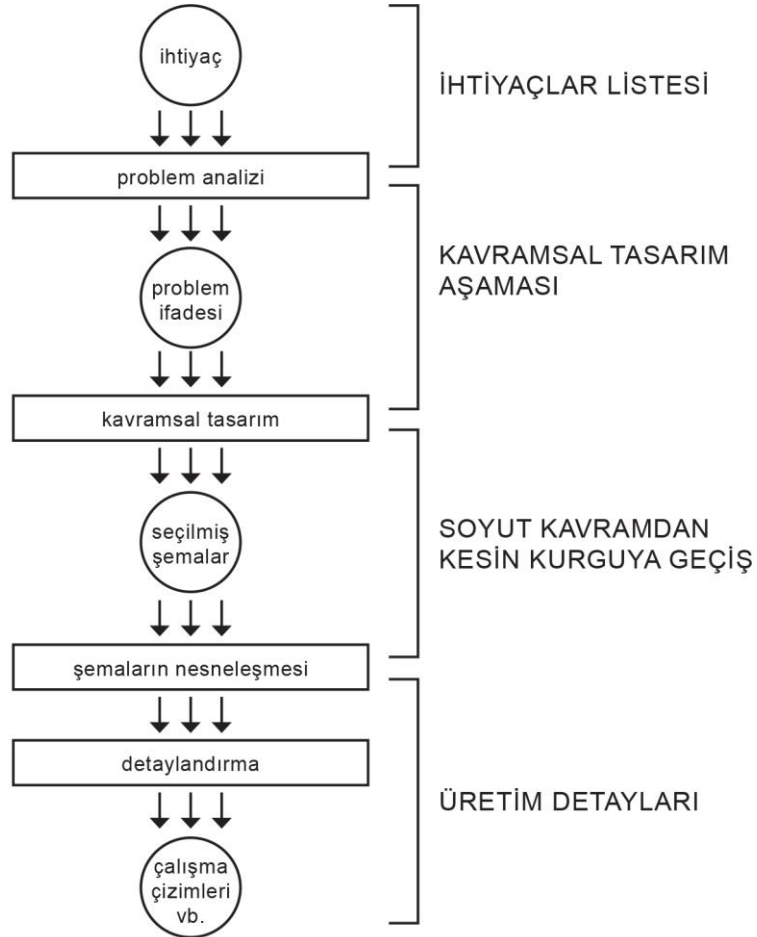 ihtiyaç
İHTİYAÇLAR LİSTESİ
problem analizi
problem
ifadesi
KAVRAMSAL TASARIM
AŞAMASI
kavramsal tasarım
seçilmiş
şemalar
SOYUT KAVRAMDAN
KESİN KURGUYA GEÇİŞ
şemaların nesneleşmesi
detaylandırma
ÜRETİM DETAYLARI
çalışma
çizimleri
vb.